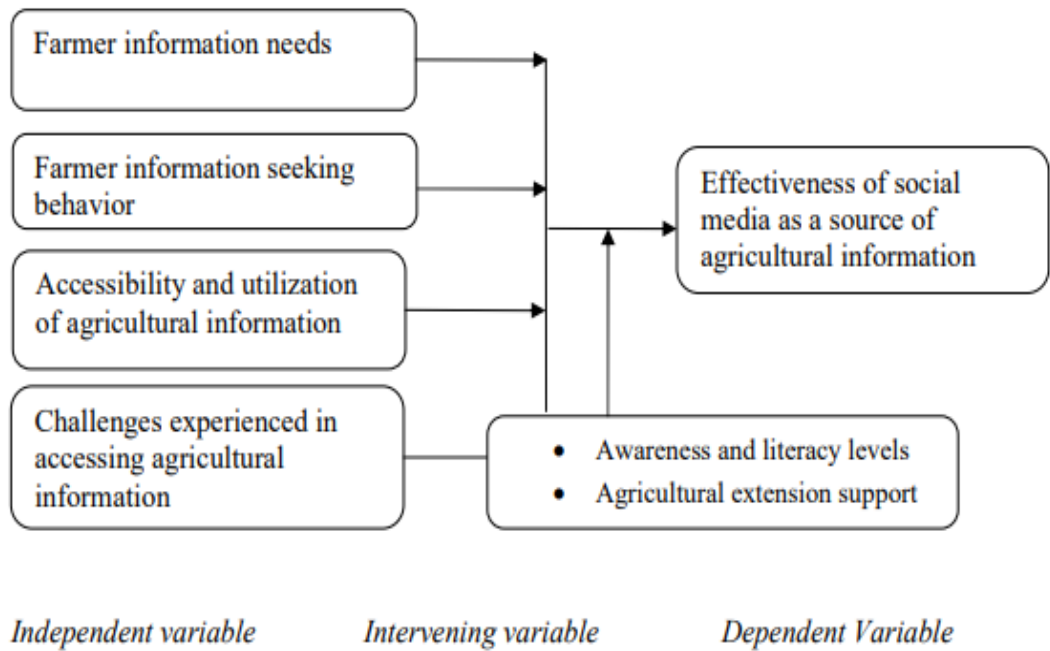 Farmer information needs
Farmer information seeking
behavior
Accessibility and utilization
of agricultural information
Challenges experienced in
accessing agricultural
information
Effectiveness of social
media as a source of
agricultural information
• Awareness and literacy levels
• Agricultural extension support
Independent variable Intervening variable Dependent Variable